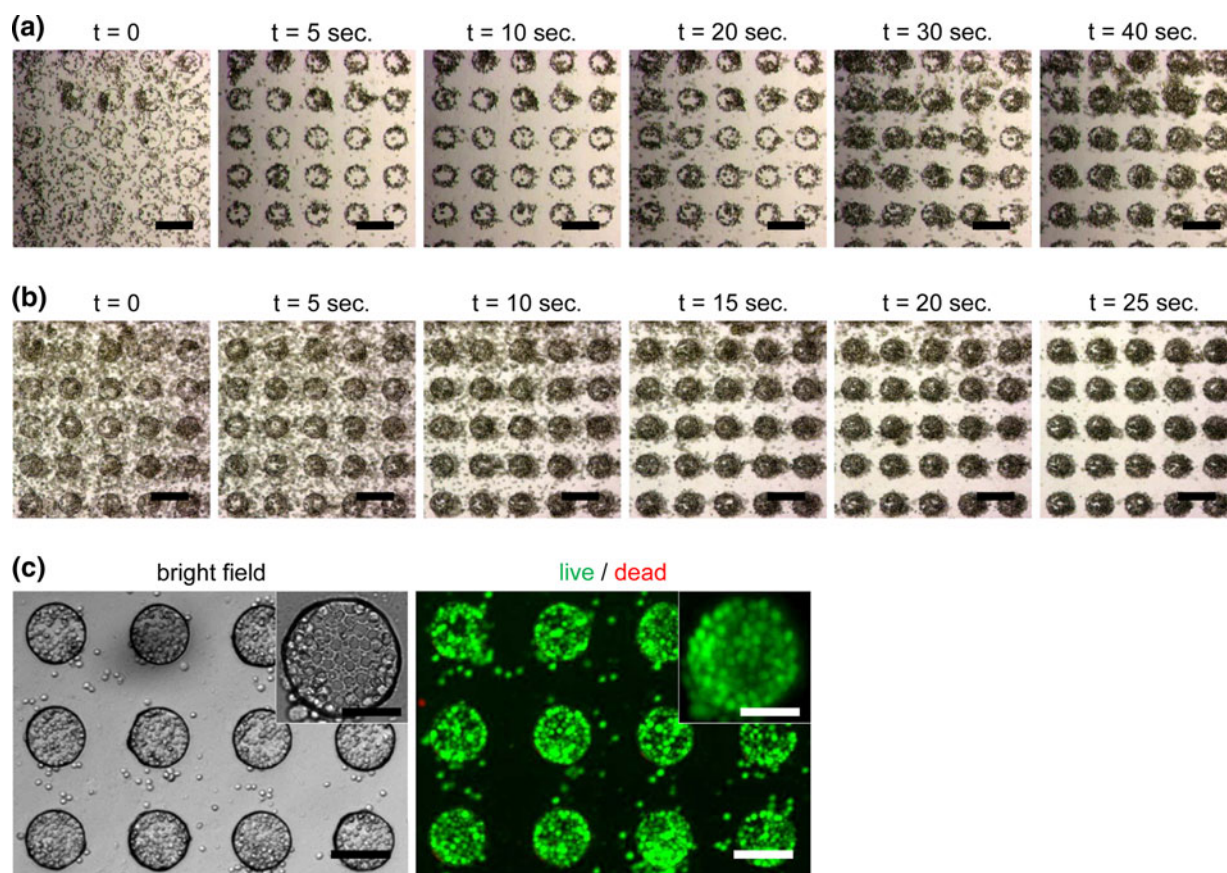 (a)
t = 0 t = 5 sec. t = 10 sec. t = 20 sec. t = 30 sec. t = 40 sec.
(b)
t = 0 t = 5 sec. t = 10 sec. t = 15 sec. t = 20 sec. t = 25 sec.
(c)
bright field live / dead